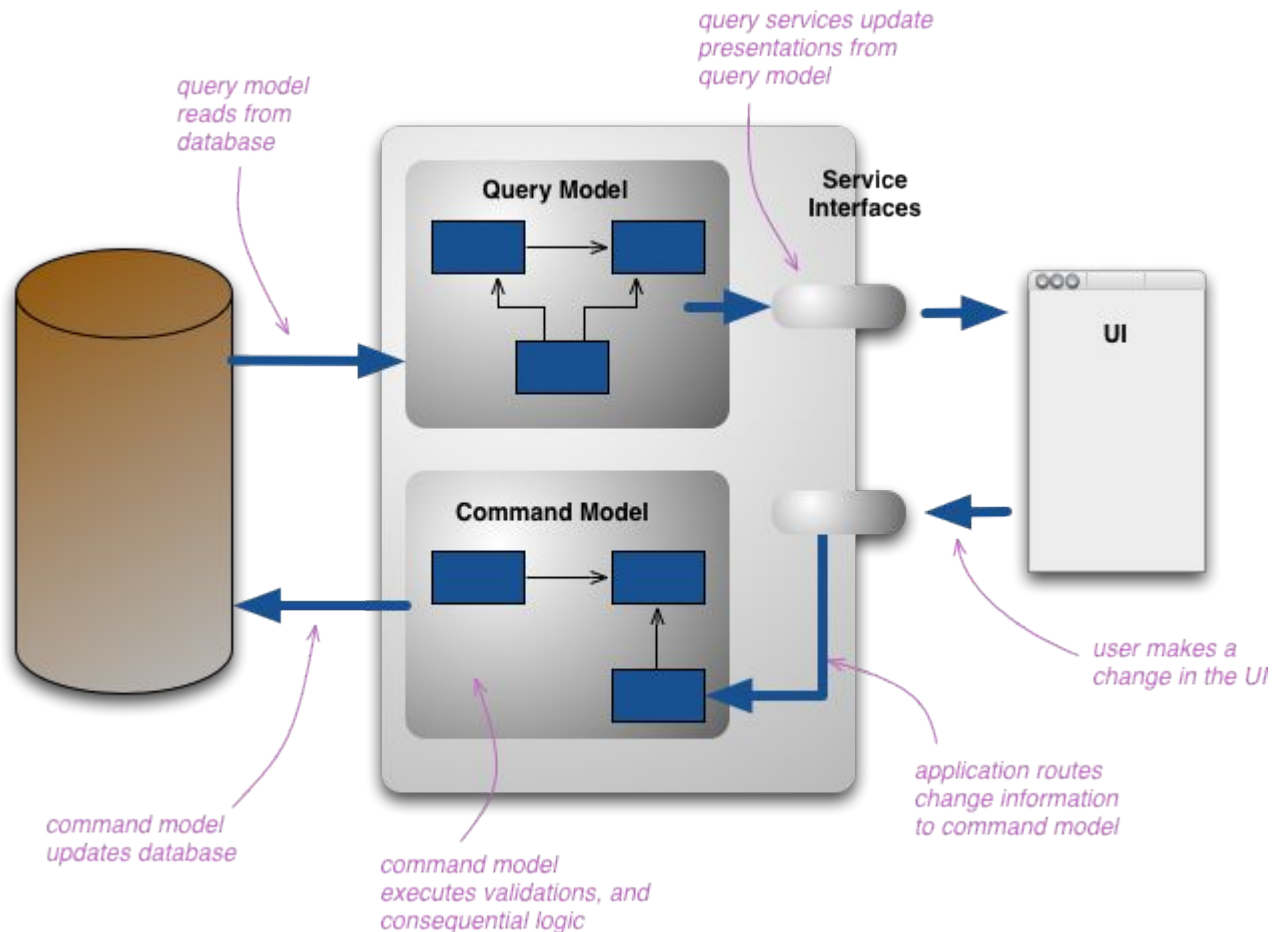 query services update
presentations from
query model
query model
reads from
database
Query Model
Service
Interfaces
UI
Command Model
user makes a
change in the UI
application routes
change information
to command model
command model
updates database
command model
executes validations, and
consequential logic